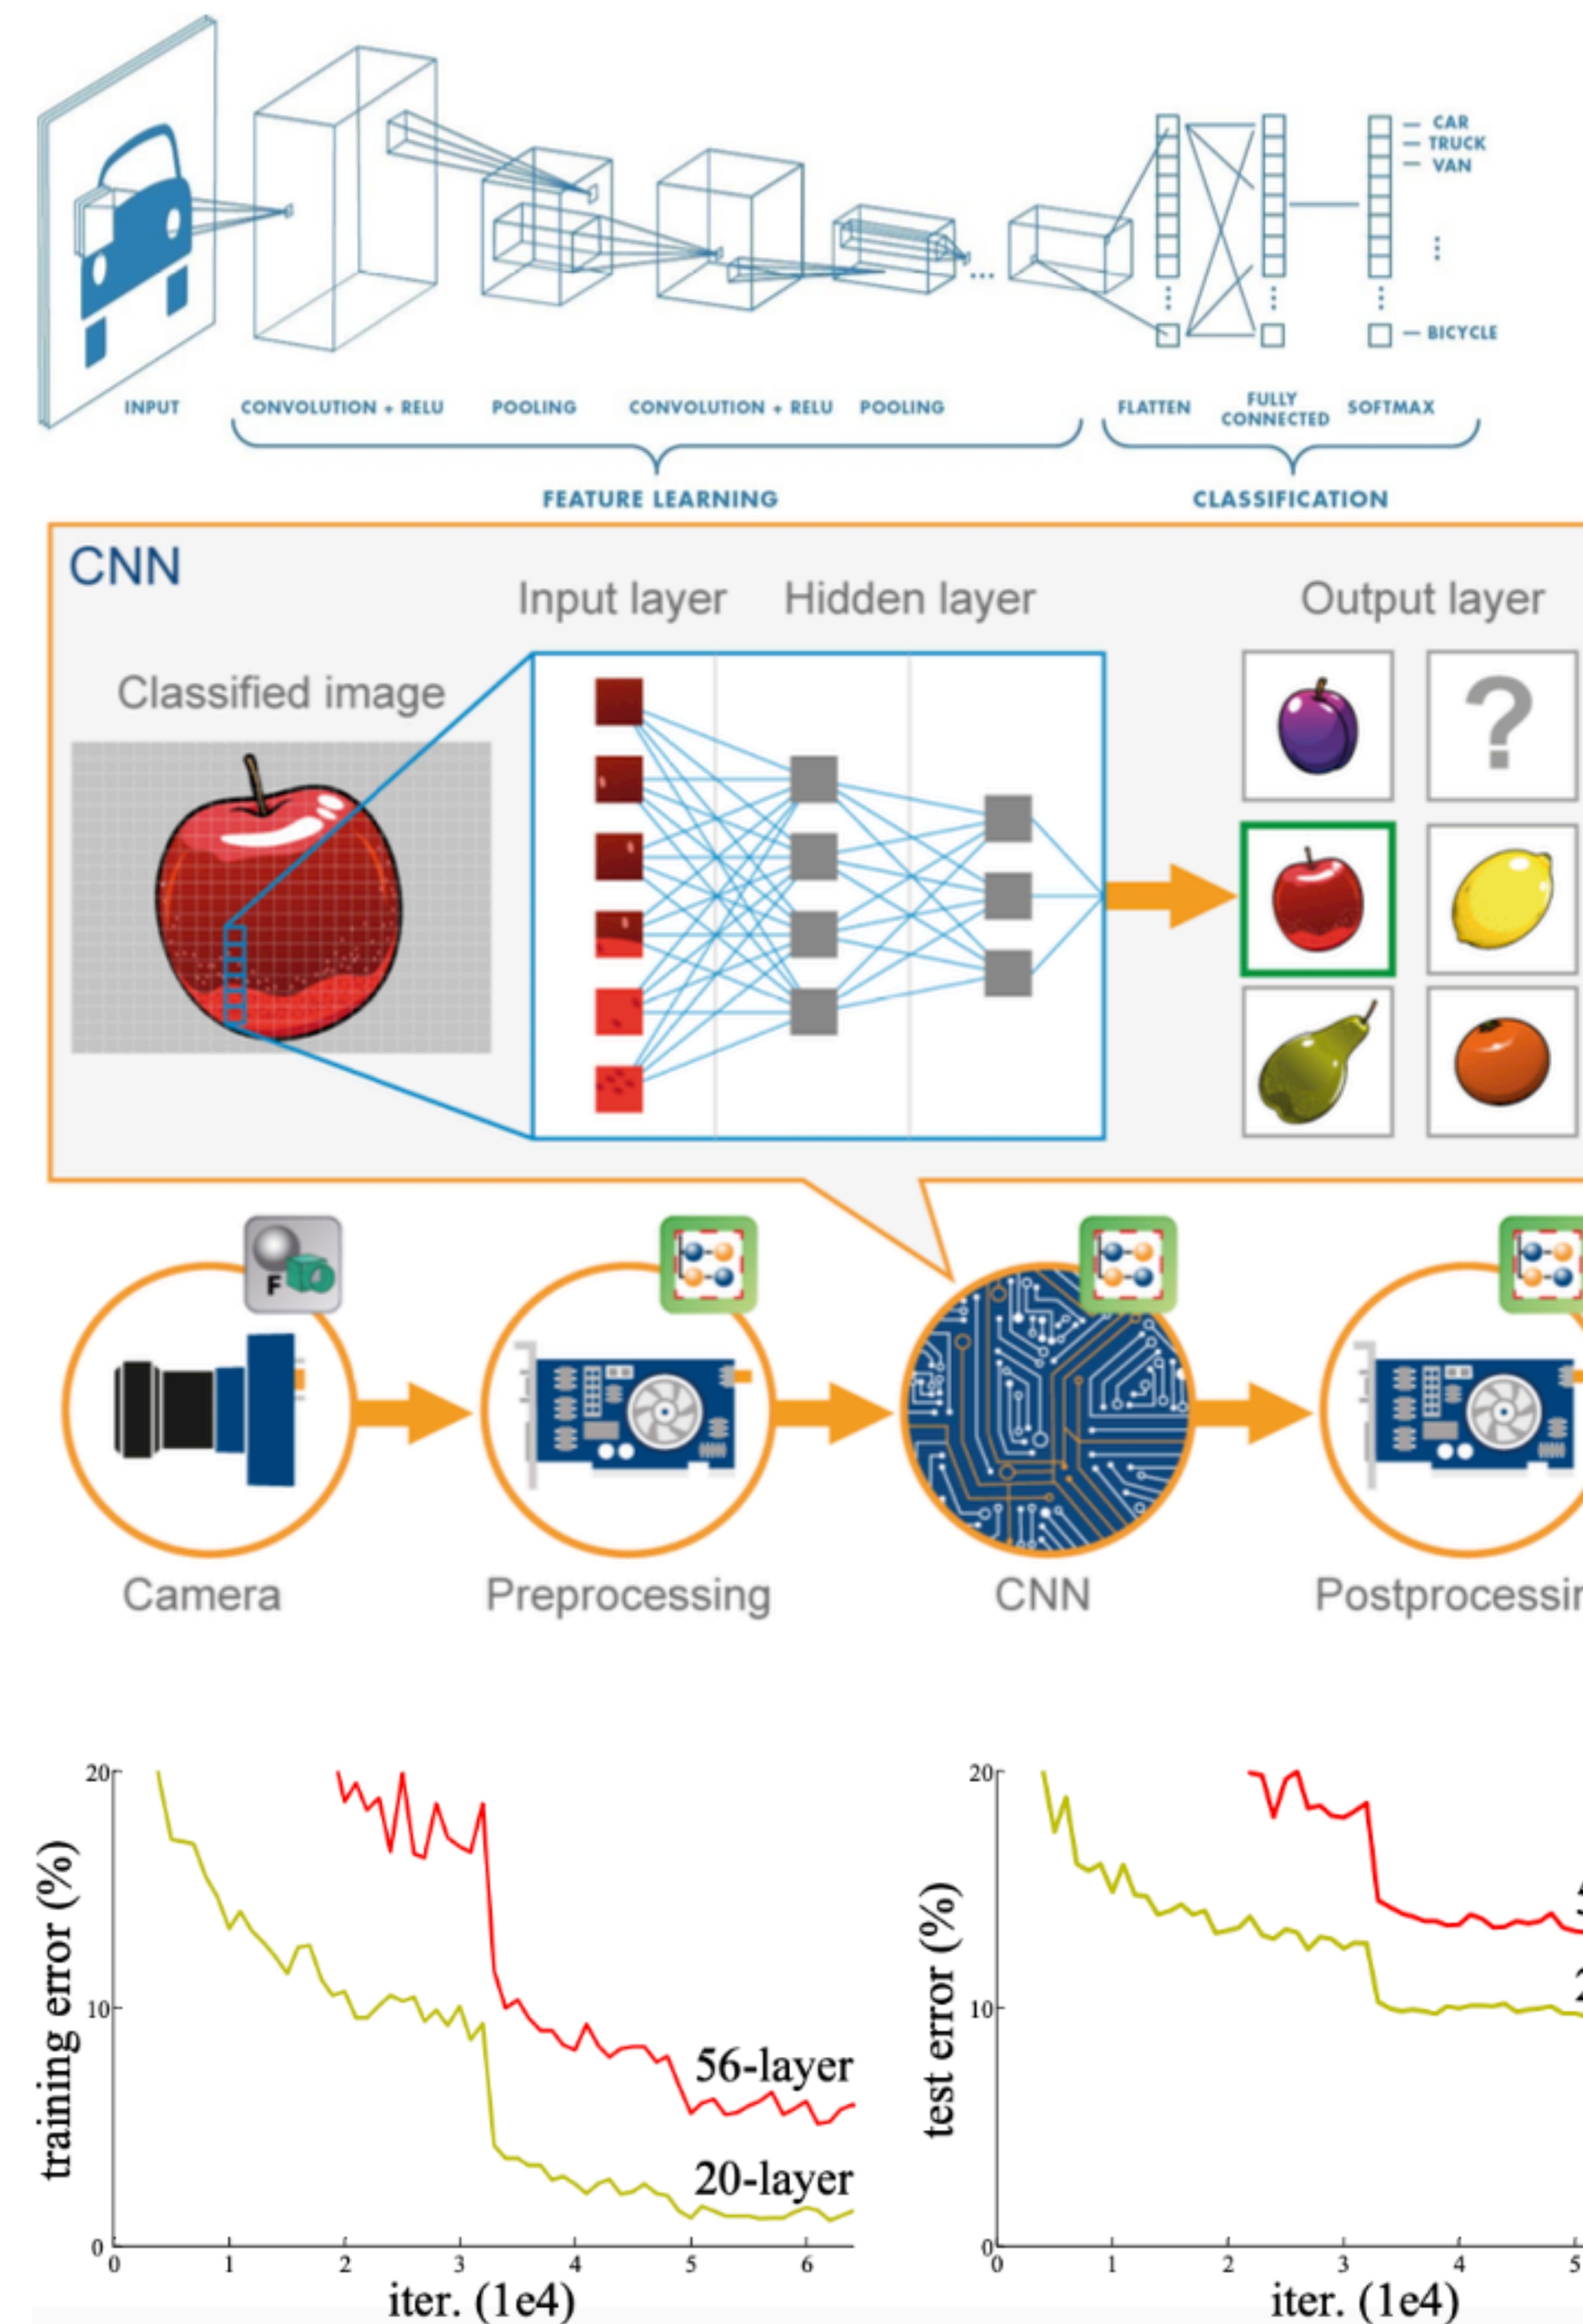 CAR
TRUCK
VAN
BICYCLE
INPUT
CONVOLUTION + RELU
POOLING
CONVOLUTION + RELU
POOLING
FLATTEN
FULLY
CONNECTED
SOFTMAX
FEATURE LEARNING
CLASSIFICATION
CNN
Input layer
Hidden layer
Output layer
Classified image
?
F
Camera
Preprocessing
CNN
Postprocessin
20
10
0
training error (%)
56-layer
20-layer
0 1 2 3 4 5 6
iter. (1e4)
20
10
0
test error (%)
0 1 2 3 4 5
iter. (1e4)